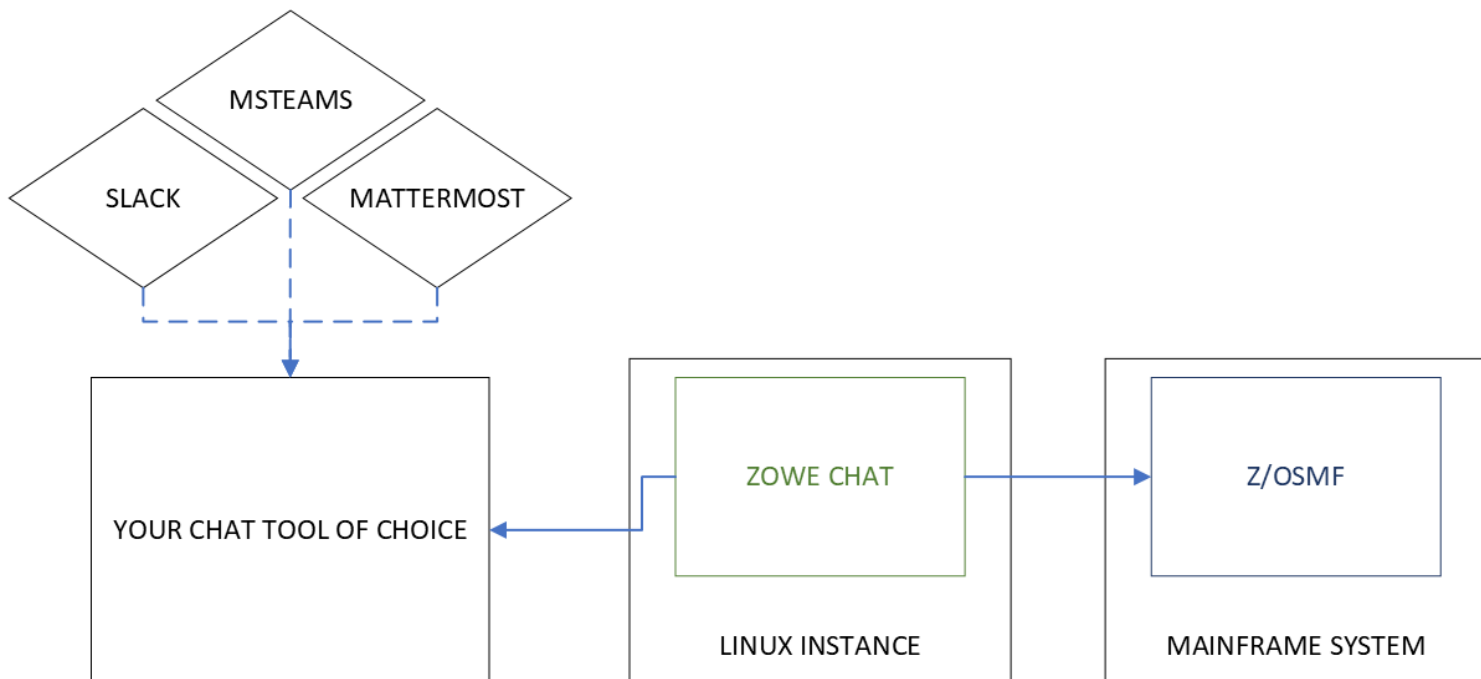 MSTEAMS
SLACK
MATTERMOST
ZOWE CHAT
Z/OSMF
YOUR CHAT TOOL OF CHOICE
LINUX INSTANCE
MAINFRAME SYSTEM